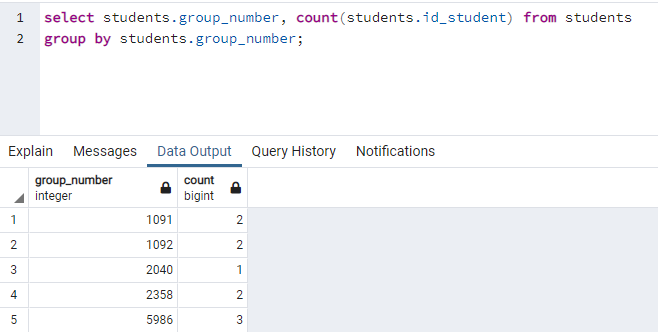 1 select students.group_number, count(students.id_student) from students
2 group by students.group_number;
Explain Messages Data Output Query History Notifications
group_number count
integer bigint
1 1091 2
2 1092 2
3 2040 1
4 2358 2
5 5986 3